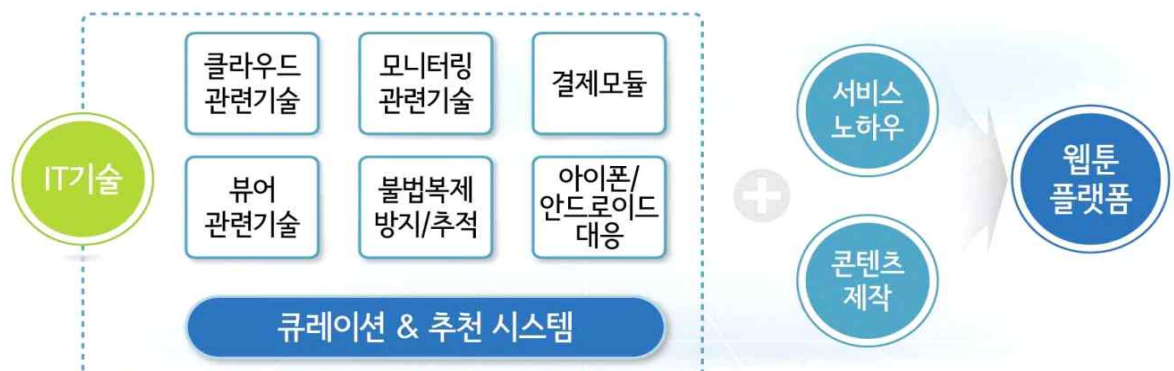 IT기술
클라우드
관련기술
모니터링
관련기술
결제모듈
뷰어
관련기술
불법복제
방지/추적
아이폰/
안드로이드
대응
큐레이션 & 추천 시스템
서비스
노하우
콘텐츠
제작
웹툰
플랫폼